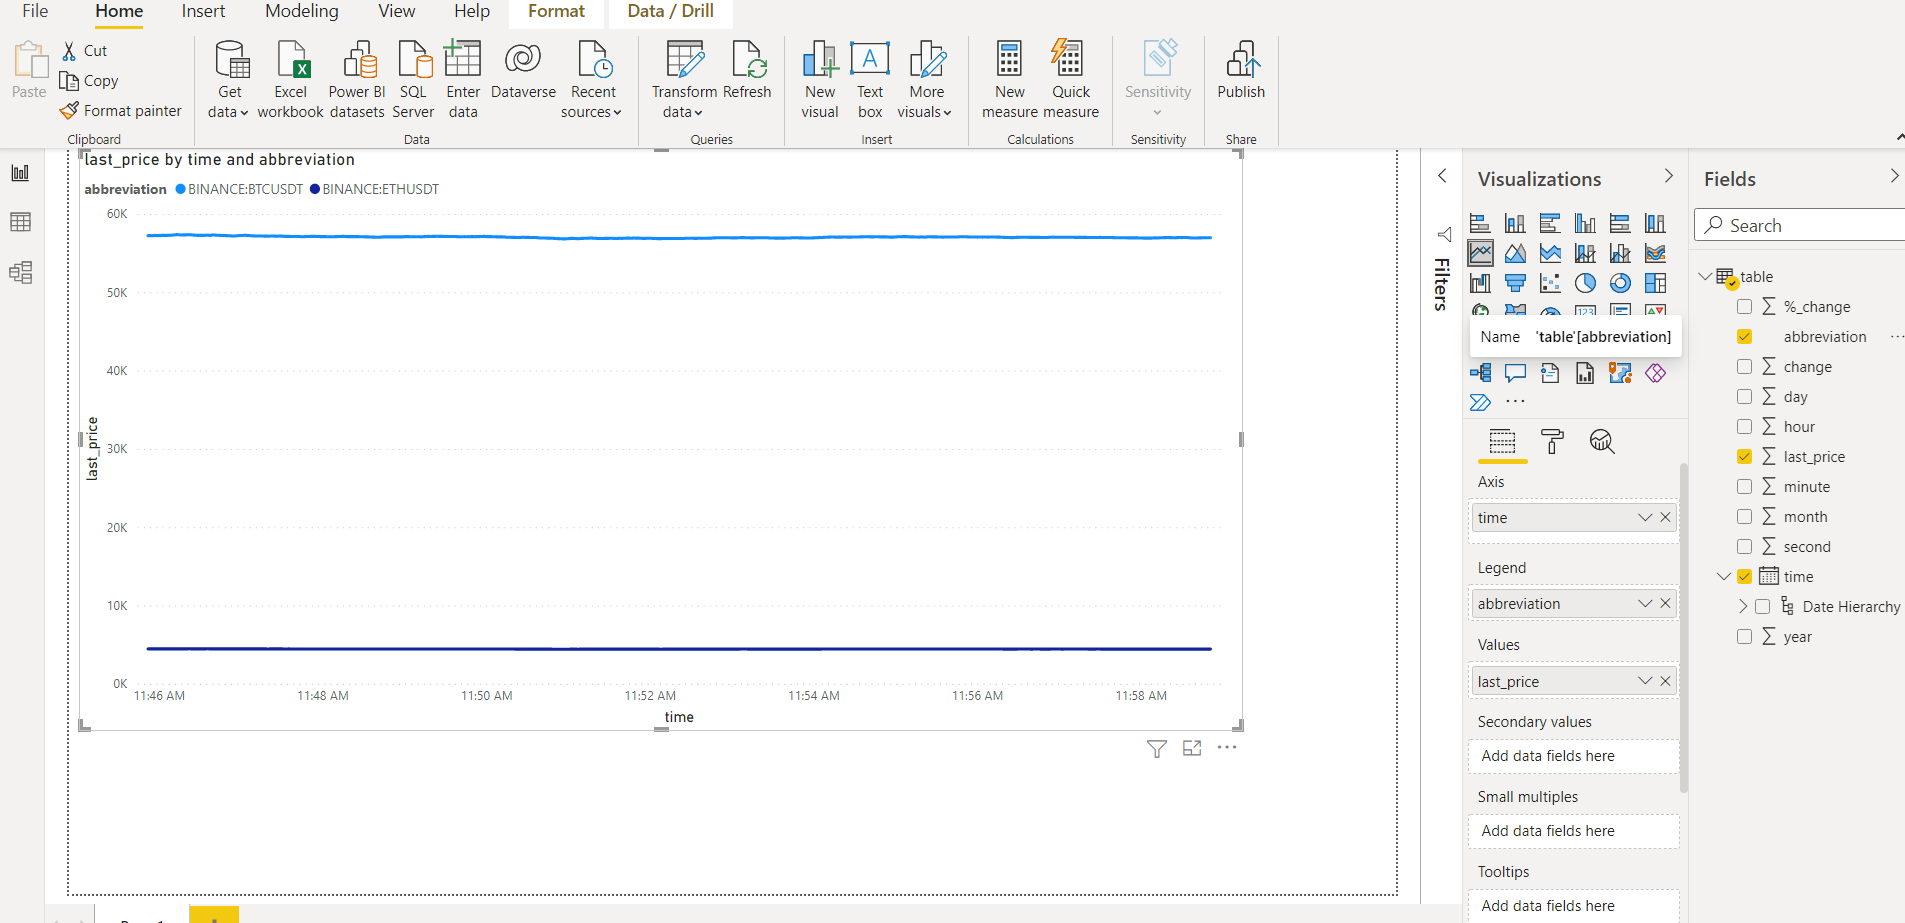 File Home Insert Modeling View Help Format Data / Drill
Paste
Cut
Copy
Format painter
Clipboard
Get data
Excel workbook
Power BI datasets
SQL Server
Enter data
Dataverse
Recent sources
Data
Transform data
Refresh
Queries
New visual
Text box
More visuals
Insert
New measure
Quick measure
Calculations
Sensitivity
Sensitivity
Publish
Share
last_price by time and abbreviation
abbreviation BINANCE:BTCUSDT BINANCE:ETHUSDT
60K
50K
40K
30K
20K
10K
0K
last_price
11:46 AM 11:48 AM 11:50 AM 11:52 AM 11:54 AM 11:56 AM 11:58 AM
time
Filters
Visualizations
123
Name 'table'[abbreviation]
Axis
time
Legend
abbreviation
Values
last_price
Secondary values
Add data fields here
Small multiples
Add data fields here
Tooltips
Add data fields here
Fields
Search
table
%_change
abbreviation
change
day
hour
last_price
minute
month
second
time
Date Hierarchy
year